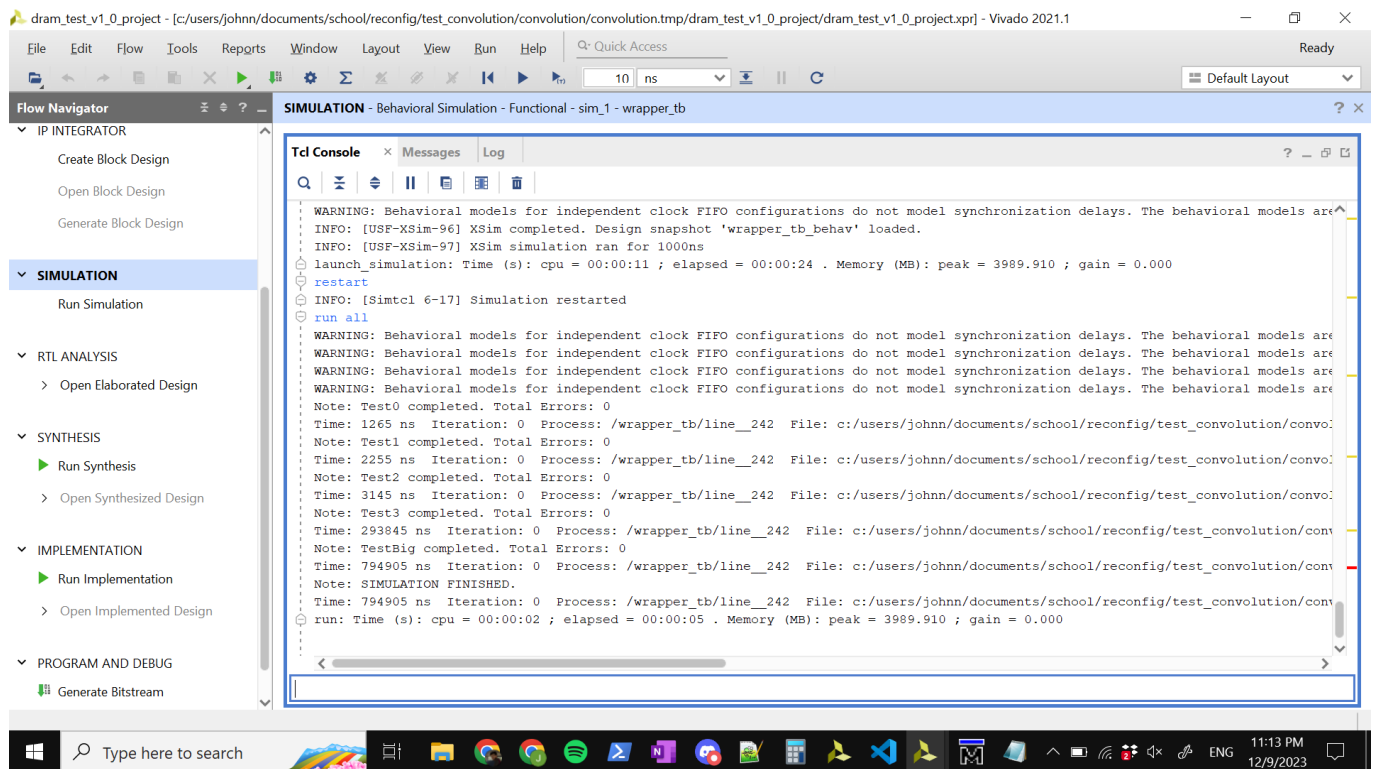 dram_test_v1_0_project - [c:/users/johnn/documents/school/reconfig/test_convolution/convolution/convolution.tmp/dram_test_v1_0_project/dram_test_v1_0_project.xpr] - Vivado 2021.1
File Edit Flow Tools Reports Window Layout View Run Help Quick Access Ready
10 ns Default Layout
Flow Navigator
SIMULATION - Behavioral Simulation - Functional - sim_1 - wrapper_tb
IP INTEGRATOR
Create Block Design
Open Block Design
Generate Block Design
SIMULATION
Run Simulation
RTL ANALYSIS
Open Elaborated Design
SYNTHESIS
Run Synthesis
Open Synthesized Design
IMPLEMENTATION
Run Implementation
Open Implemented Design
PROGRAM AND DEBUG
Generate Bitstream
Tcl Console Messages Log
WARNING: Behavioral models for independent clock FIFO configurations do not model synchronization delays. The behavioral models are
INFO: [USF-XSim-96] XSim completed. Design snapshot 'wrapper_tb_behav' loaded.
INFO: [USF-XSim-97] XSim simulation ran for 1000ns
launch_simulation: Time (s): cpu = 00:00:11 ; elapsed = 00:00:24 . Memory (MB): peak = 3989.910 ; gain = 0.000
restart
INFO: [Simtcl 6-17] Simulation restarted
run all
WARNING: Behavioral models for independent clock FIFO configurations do not model synchronization delays. The behavioral models are
WARNING: Behavioral models for independent clock FIFO configurations do not model synchronization delays. The behavioral models are
WARNING: Behavioral models for independent clock FIFO configurations do not model synchronization delays. The behavioral models are
WARNING: Behavioral models for independent clock FIFO configurations do not model synchronization delays. The behavioral models are
Note: Test0 completed. Total Errors: 0
Time: 1265 ns Iteration: 0 Process: /wrapper_tb/line__242 File: c:/users/johnn/documents/school/reconfig/test_convolution/convol
Note: Test1 completed. Total Errors: 0
Time: 2255 ns Iteration: 0 Process: /wrapper_tb/line__242 File: c:/users/johnn/documents/school/reconfig/test_convolution/convol
Note: Test2 completed. Total Errors: 0
Time: 3145 ns Iteration: 0 Process: /wrapper_tb/line__242 File: c:/users/johnn/documents/school/reconfig/test_convolution/convol
Note: Test3 completed. Total Errors: 0
Time: 293845 ns Iteration: 0 Process: /wrapper_tb/line__242 File: c:/users/johnn/documents/school/reconfig/test_convolution/conv
Note: TestBig completed. Total Errors: 0
Time: 794905 ns Iteration: 0 Process: /wrapper_tb/line__242 File: c:/users/johnn/documents/school/reconfig/test_convolution/conv
Note: SIMULATION FINISHED.
Time: 794905 ns Iteration: 0 Process: /wrapper_tb/line__242 File: c:/users/johnn/documents/school/reconfig/test_convolution/conv
run: Time (s): cpu = 00:00:02 ; elapsed = 00:00:05 . Memory (MB): peak = 3989.910 ; gain = 0.000
Type here to search ENG 11:13 PM
12/9/2023